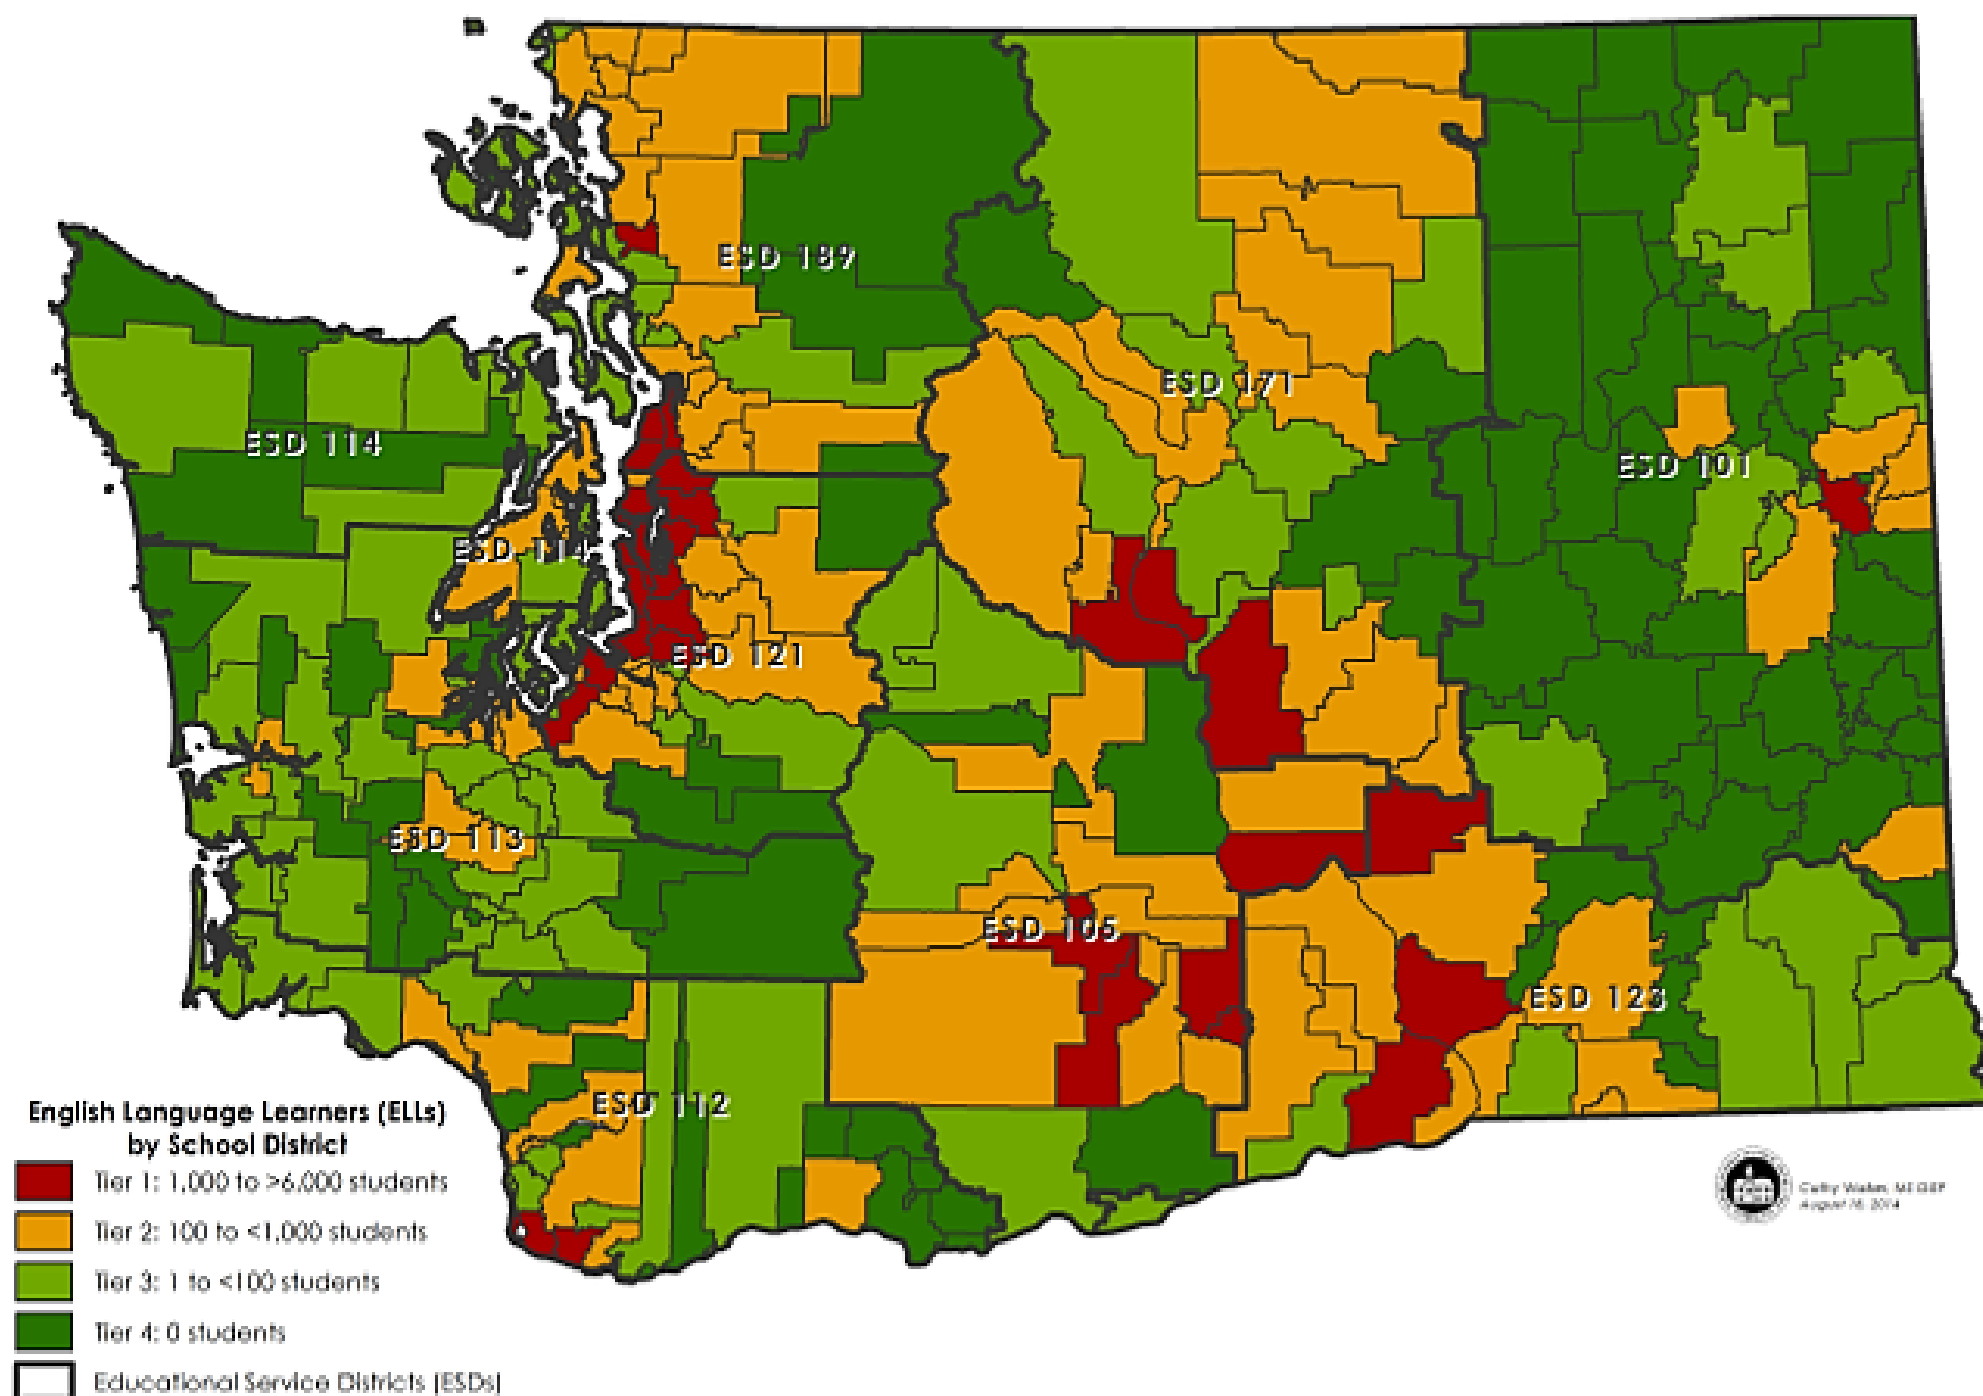 ESD 189
ESD 171
ESD 114
ESD 101
ESD 114
ESD 121
ESD 113
ESD 105
ESD 123
ESD 112
English Language Learners (ELLs)
by School District
Tier 1: 1,000 to >6,000 students
Tier 2: 100 to <1,000 students
Tier 3: 1 to <100 students
Tier 4: 0 students
Educational Service Districts (ESDs)
August 2014